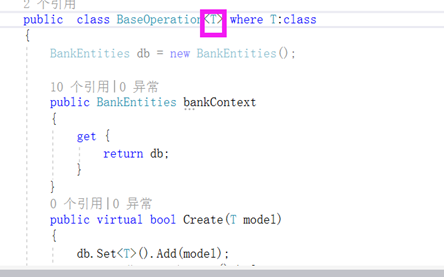 2 个引用
public class BaseOperation<T> where T:class
{
BankEntities db = new BankEntities();
10 个引用|0 异常
public BankEntities bankContext
{
get {
return db;
}
}
0 个引用|0 异常
public virtual bool Create(T model)
{
db.Set<T>().Add(model);